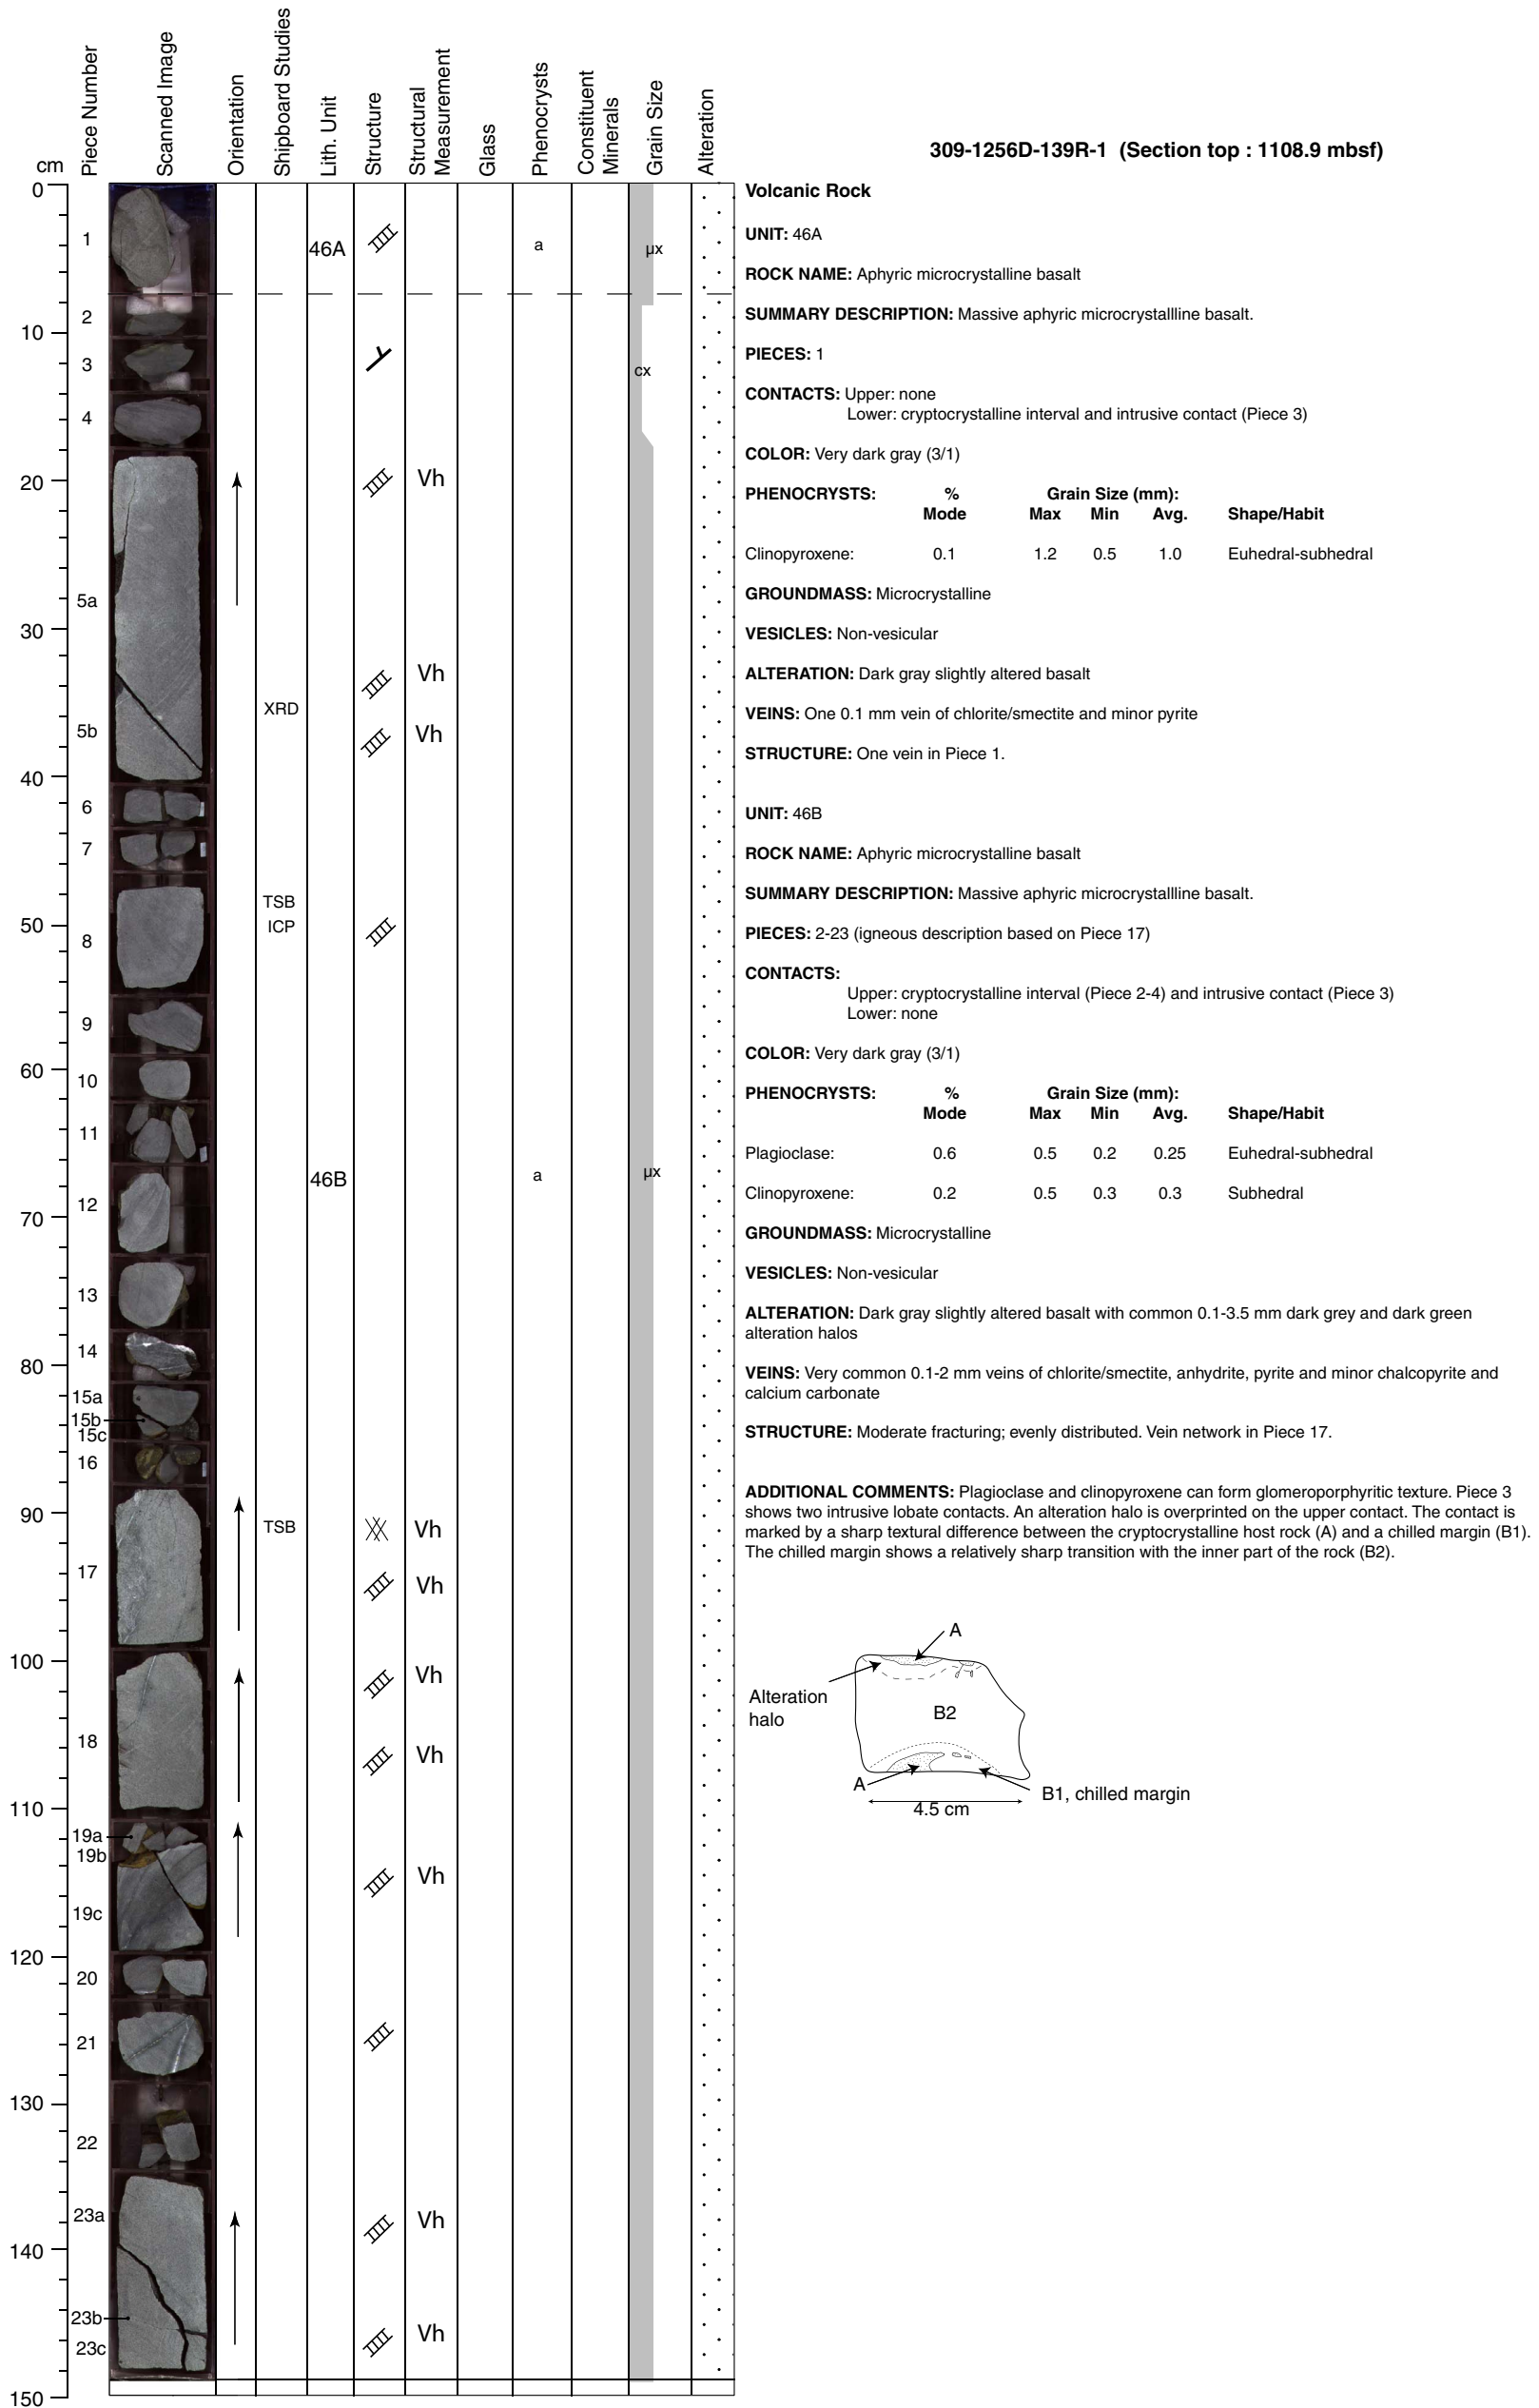 cm
Piece Number
Scanned Image
Orientation
Shipboard Studies
Lith. Unit
Structure
Structural
Measurement
Glass
Phenocrysts
Constituent
Minerals
Grain Size
Alteration
0
10
20
30
40
50
60
70
80
90
100
110
120
130
140
150
1
2
3
4
5a
5b
6
7
8
9
10
11
12
13
14
15a
15b
15c
16
17
18
19a
19b
19c
20
21
22
23a
23b
23c
XRD
TSB
ICP
TSB
46A
46B
Vh
Vh
Vh
Vh
Vh
Vh
Vh
Vh
Vh
Vh
a
a
µx
cx
µx
309-1256D-139R-1 (Section top : 1108.9 mbsf)
Volcanic Rock
UNIT: 46A
ROCK NAME: Aphyric microcrystalline basalt
SUMMARY DESCRIPTION: Massive aphyric microcrystallline basalt.
PIECES: 1
CONTACTS: Upper: none
Lower: cryptocrystalline interval and intrusive contact (Piece 3)
COLOR: Very dark gray (3/1)
PHENOCRYSTS: % Grain Size (mm):
Mode Max Min Avg. Shape/Habit
Clinopyroxene: 0.1 1.2 0.5 1.0 Euhedral-subhedral
GROUNDMASS: Microcrystalline
VESICLES: Non-vesicular
ALTERATION: Dark gray slightly altered basalt
VEINS: One 0.1 mm vein of chlorite/smectite and minor pyrite
STRUCTURE: One vein in Piece 1.
UNIT: 46B
ROCK NAME: Aphyric microcrystalline basalt
SUMMARY DESCRIPTION: Massive aphyric microcrystallline basalt.
PIECES: 2-23 (igneous description based on Piece 17)
CONTACTS:
Upper: cryptocrystalline interval (Piece 2-4) and intrusive contact (Piece 3)
Lower: none
COLOR: Very dark gray (3/1)
PHENOCRYSTS: % Grain Size (mm):
Mode Max Min Avg. Shape/Habit
Plagioclase: 0.6 0.5 0.2 0.25 Euhedral-subhedral
Clinopyroxene: 0.2 0.5 0.3 0.3 Subhedral
GROUNDMASS: Microcrystalline
VESICLES: Non-vesicular
ALTERATION: Dark gray slightly altered basalt with common 0.1-3.5 mm dark grey and dark green
alteration halos
VEINS: Very common 0.1-2 mm veins of chlorite/smectite, anhydrite, pyrite and minor chalcopyrite and
calcium carbonate
STRUCTURE: Moderate fracturing; evenly distributed. Vein network in Piece 17.
ADDITIONAL COMMENTS: Plagioclase and clinopyroxene can form glomeroporphyritic texture. Piece 3
shows two intrusive lobate contacts. An alteration halo is overprinted on the upper contact. The contact is
marked by a sharp textural difference between the cryptocrystalline host rock (A) and a chilled margin (B1).
The chilled margin shows a relatively sharp transition with the inner part of the rock (B2).
A
Alteration
halo
B2
A
B1, chilled margin
4.5 cm